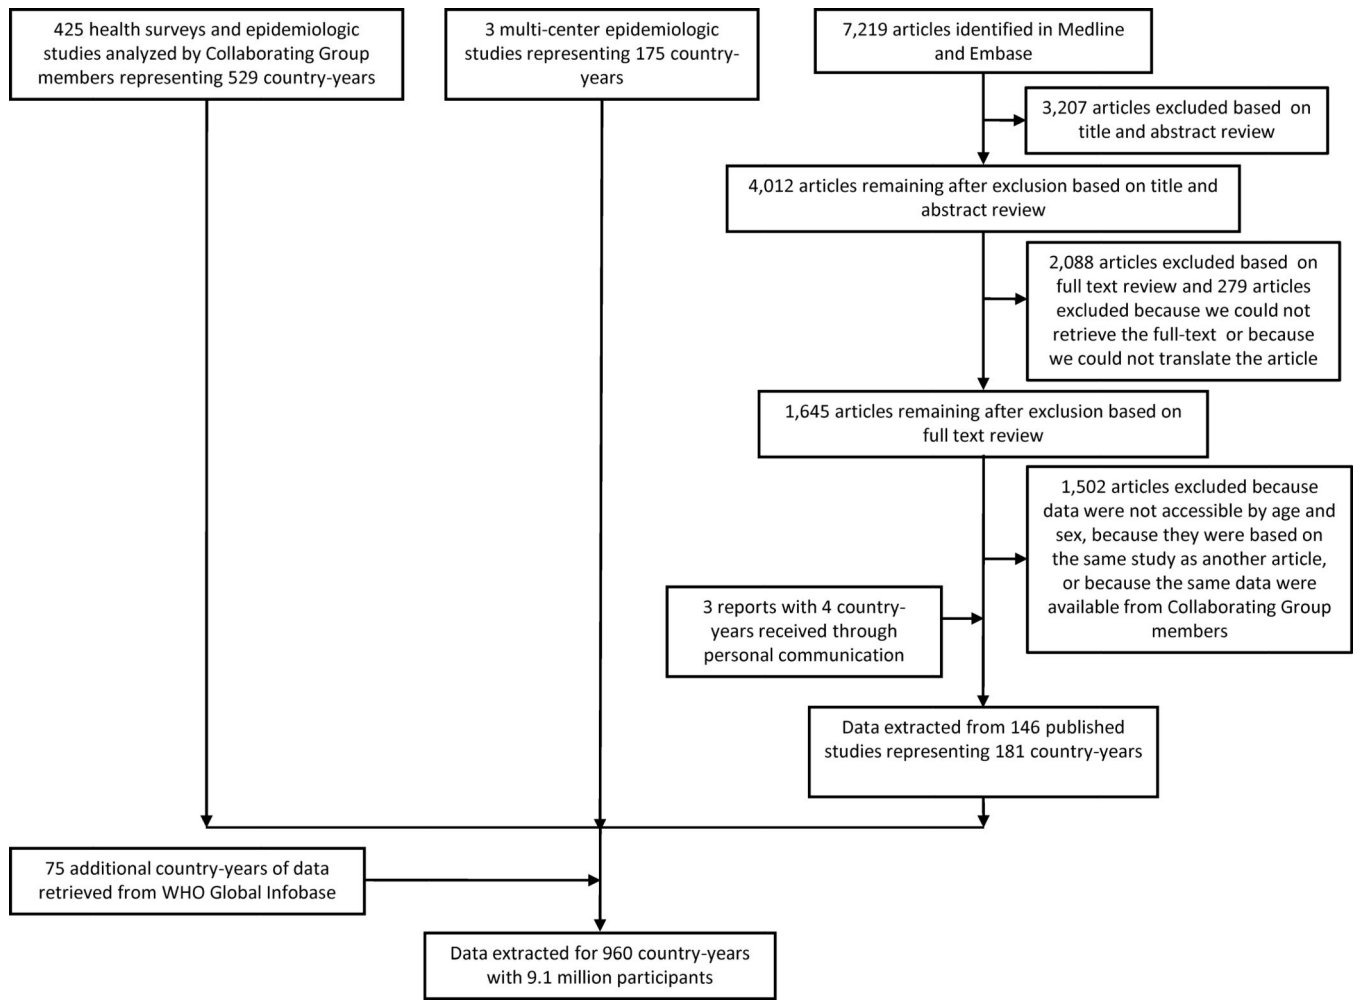 425 health surveys and epidemiologic
studies analyzed by Collaborating Group
members representing 529 country-years
3 multi-center epidemiologic
studies representing 175 country-
years
7,219 articles identified in Medline
and Embase
3,207 articles excluded based  on
title and abstract review
4,012 articles remaining after exclusion based on title and
abstract review
2,088 articles excluded based  on
full text review and 279 articles
excluded because we could not
retrieve the full-text  or because
we could not translate the article
1,645 articles remaining after exclusion based on
full text review
1,502 articles excluded because
data were not accessible by age and
sex, because they were based on
the same study as another article,
or because the same data were
available from Collaborating Group
members
3 reports with 4 country-
years received through
personal communication
Data extracted from 146 published
studies representing 181 country-years
75 additional country-years of data
retrieved from WHO Global Infobase
Data extracted for 960 country-years
with 9.1 million participants